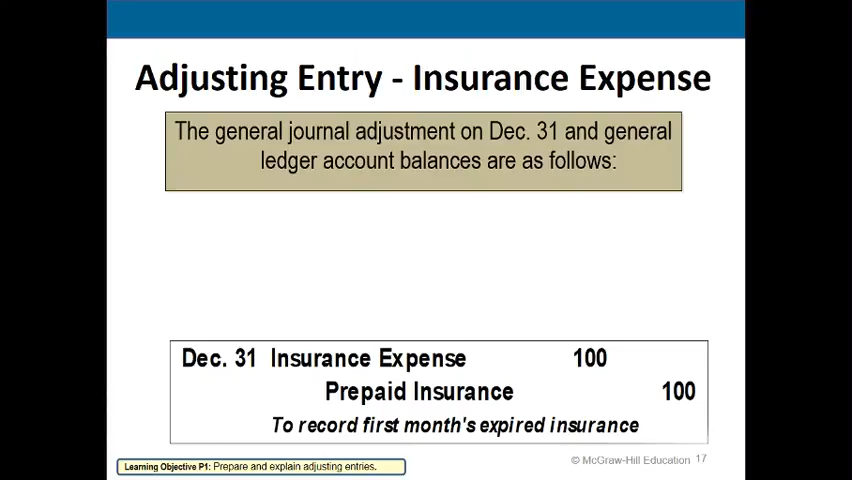 Adjusting Entry - Insurance Expense
The general journal adjustment on Dec. 31 and general
ledger account balances are as follows:
Dec. 31 Insurance Expense 100
Prepaid Insurance 100
To record first month's expired insurance
Learning Objective P1: Prepare and explain adjusting entries.
© McGraw-Hill Education 17